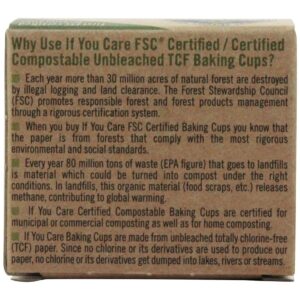 Why Use If You Care FSC® Certified / Certified
Compostable Unbleached TCF Baking Cups?
Each year more than 30 million acres of natural forest are destroyed
by illegal logging and land clearance. The Forest Stewardship Council
(FSC) promotes responsible forest and forest products management
through a rigorous certification system.
When you buy If You Care FSC Certified Baking Cups you know that
the paper is from forests that comply with the most rigorous
environmental and social standards.
Every year 80 million tons of waste (EPA figure) that goes to landfills
is material which could be turned into compost under the right
conditions. In landfills, this organic material (food scraps, etc.) releases
methane, contributing to global warming.
If You Care Certified Compostable Baking Cups are certified for
municipal or commercial composting as well as for home composting.
If You Care Baking Cups are made from unbleached totally chlorine-free
(TCF) paper. Since no chlorine or its derivatives are used to produce our
paper, no chlorine or its derivatives get dumped into lakes, rivers or streams.